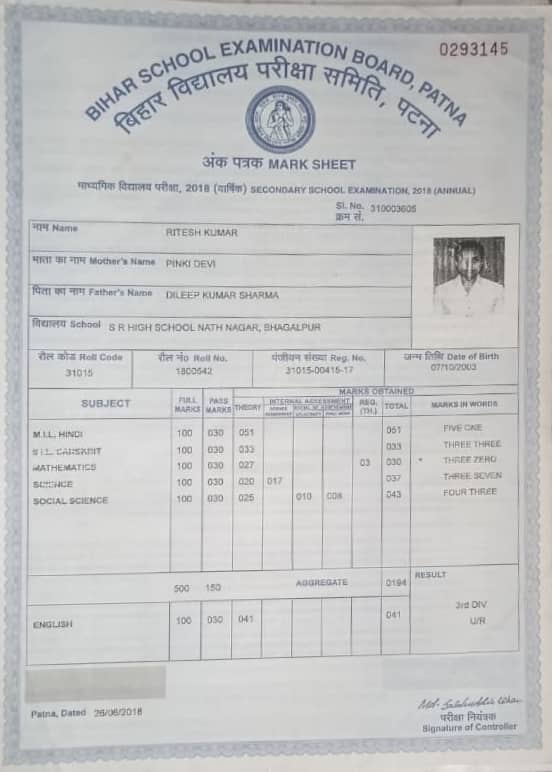 0293145
BIHAR SCHOOL EXAMINATION BOARD, PATNA
बिहार विद्यालय परीक्षा समिति, पटना
अंक पत्रक MARK SHEET
माध्यमिक विद्यालय परीक्षा, 2018 (वार्षिक) SECONDARY SCHOOL EXAMINATION, 2018 (ANNUAL)
Sl. No. 310003605
क्रम सं.
नाम Name RITESH KUMAR
माता का नाम Mother's Name PINKI DEVI
पिता का नाम Father's Name DILEEP KUMAR SHARMA
विद्यालय School S R HIGH SCHOOL NATH NAGAR, BHAGALPUR
रौल कोड Roll Code रौल नं० Roll No. पंजीयन संख्या Reg. No. जन्म तिथि Date of Birth
31015 1800542 31015-00415-17 07/10/2003
MARKS OBTAINED
SUBJECT FULL MARKS PASS MARKS THEORY INTERNAL ASSESSMENT REG. (TH.) TOTAL MARKS IN WORDS
M.I.L. HINDI 100 030 051 051 FIVE ONE
S.I.L. SANSKRIT 100 030 033 033 THREE THREE
MATHEMATICS 100 030 027 03 030 * THREE ZERO
SCIENCE 100 030 020 017 037 THREE SEVEN
SOCIAL SCIENCE 100 030 025 010 008 043 FOUR THREE
500 150 AGGREGATE 0194 RESULT
3rd DIV
ENGLISH 100 030 041 041
U/R
Patna, Dated 26/06/2018
परीक्षा नियंत्रक
Signature of Controller